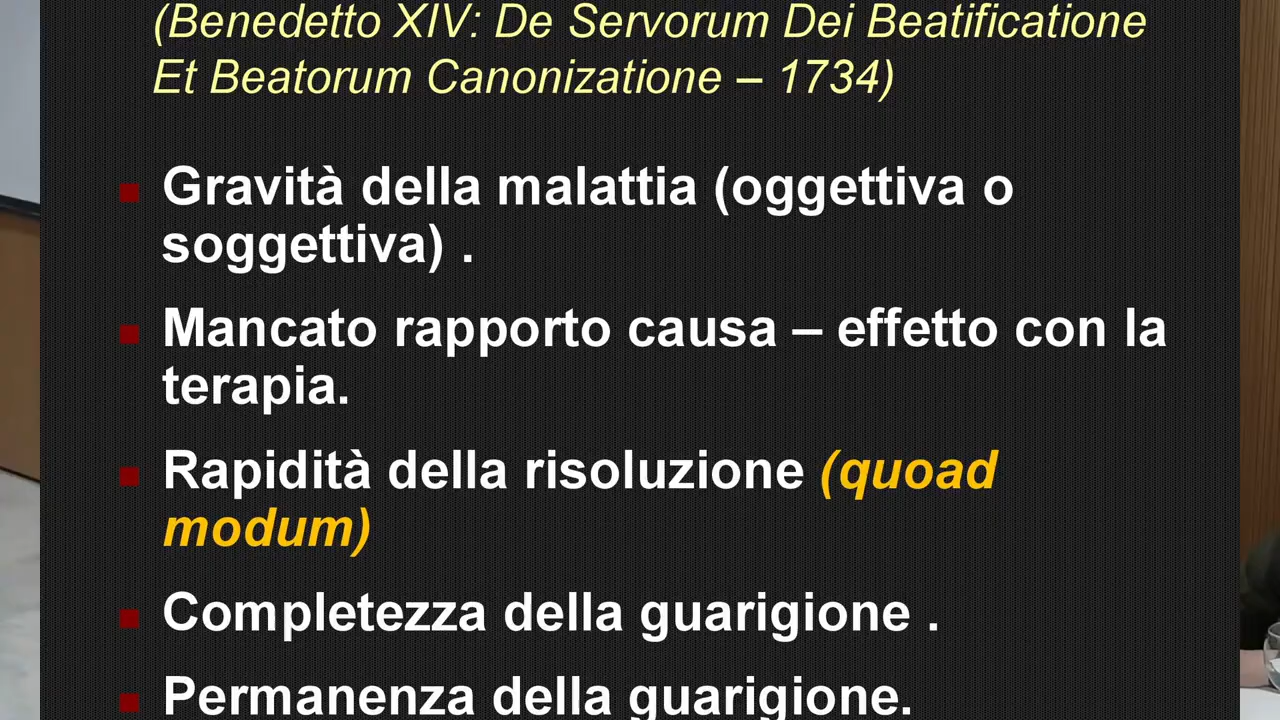 (Benedetto XIV: De Servorum Dei Beatificatione
Et Beatorum Canonizatione – 1734)
Gravità della malattia (oggettiva o
soggettiva) .
Mancato rapporto causa – effetto con la
terapia.
Rapidità della risoluzione (quoad
modum)
Completezza della guarigione .
Permanenza della guarigione.